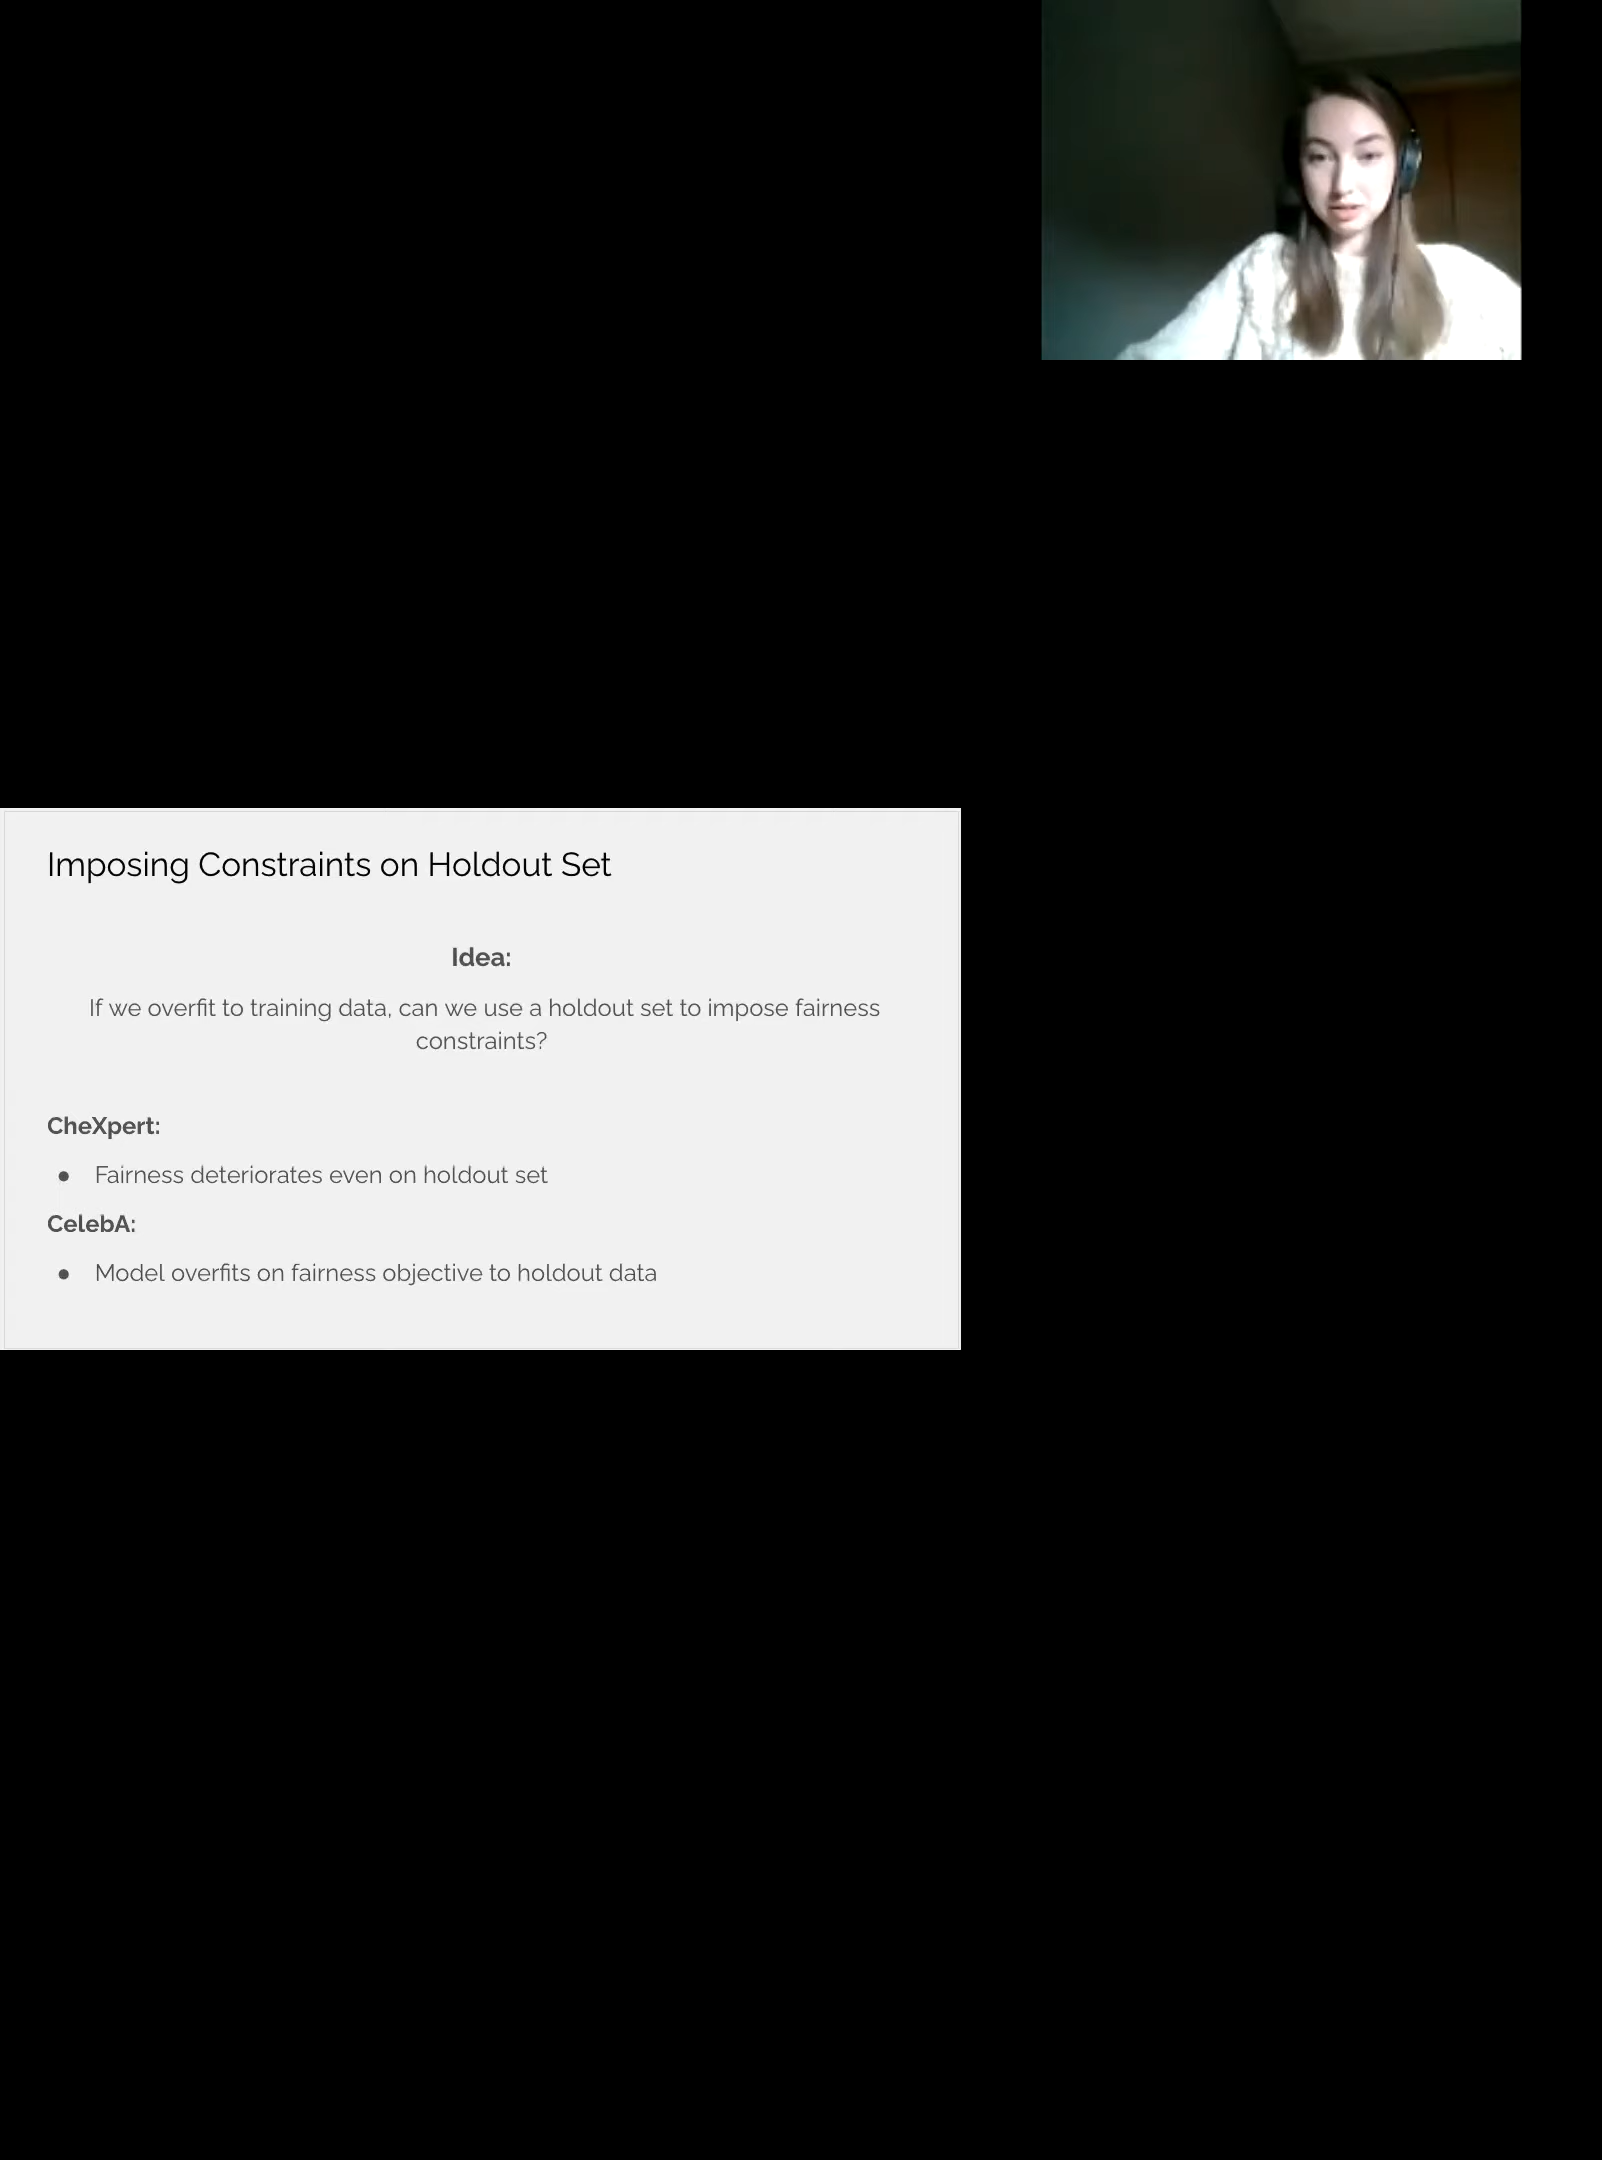 Imposing Constraints on Holdout Set
Idea:
If we overfit to training data, can we use a holdout set to impose fairness
constraints?
CheXpert:
● Fairness deteriorates even on holdout set
CelebA:
● Model overfits on fairness objective to holdout data